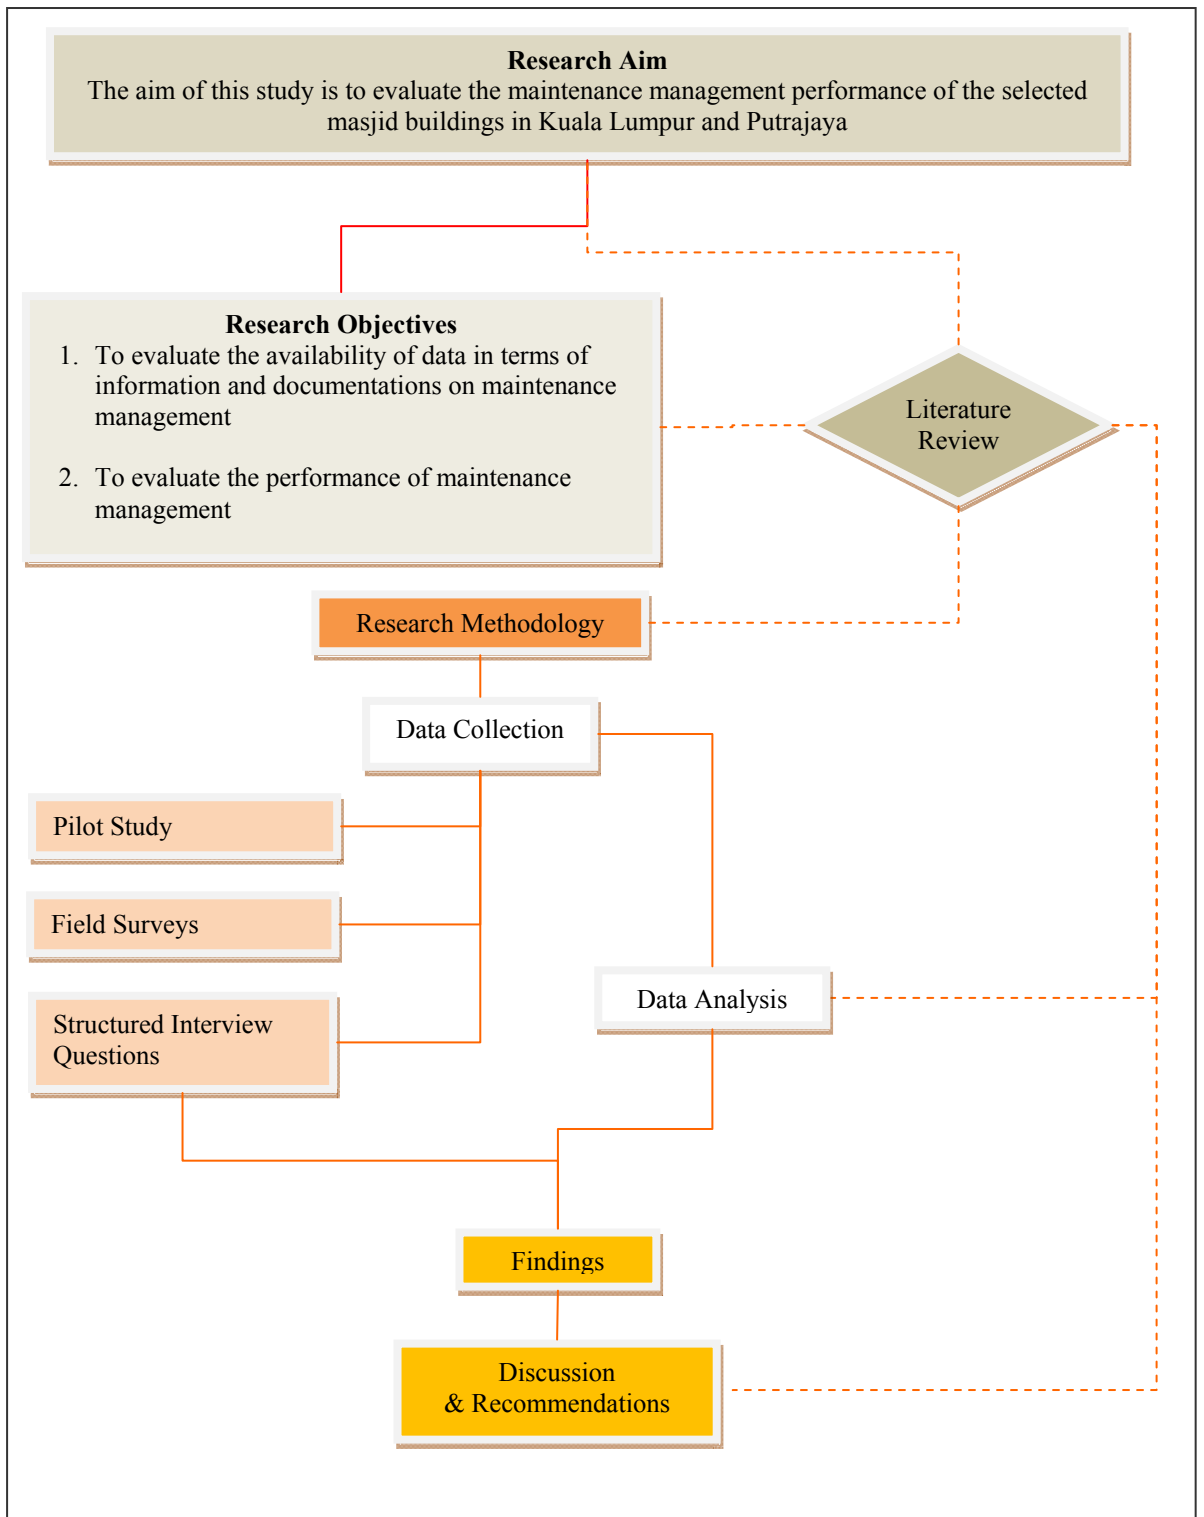 Research Aim
The aim of this study is to evaluate the maintenance management performance of the selected
masjid buildings in Kuala Lumpur and Putrajaya
Research Objectives
1. To evaluate the availability of data in terms of
information and documentations on maintenance
management
2. To evaluate the performance of maintenance
management
Literature
Review
Research Methodology
Data Collection
Pilot Study
Field Surveys
Structured Interview
Questions
Data Analysis
Findings
Discussion
& Recommendations